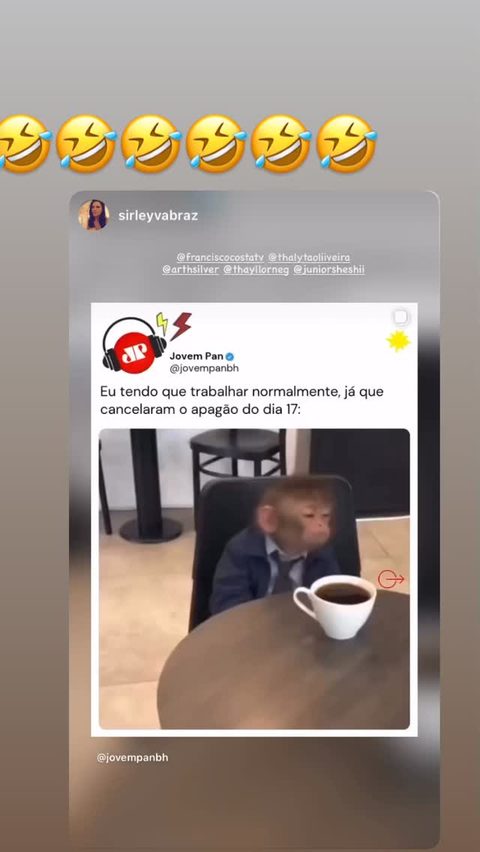 🤣🤣🤣🤣🤣🤣
sirleyvabraz
@franciscocostatv @thalytaoliiveira
@arthsilver @thayllorneg @juniorsheshii
JP
Jovem Pan
@jovempanbh
Eu tendo que trabalhar normalmente, já que
cancelaram o apagão do dia 17:
@jovempanbh